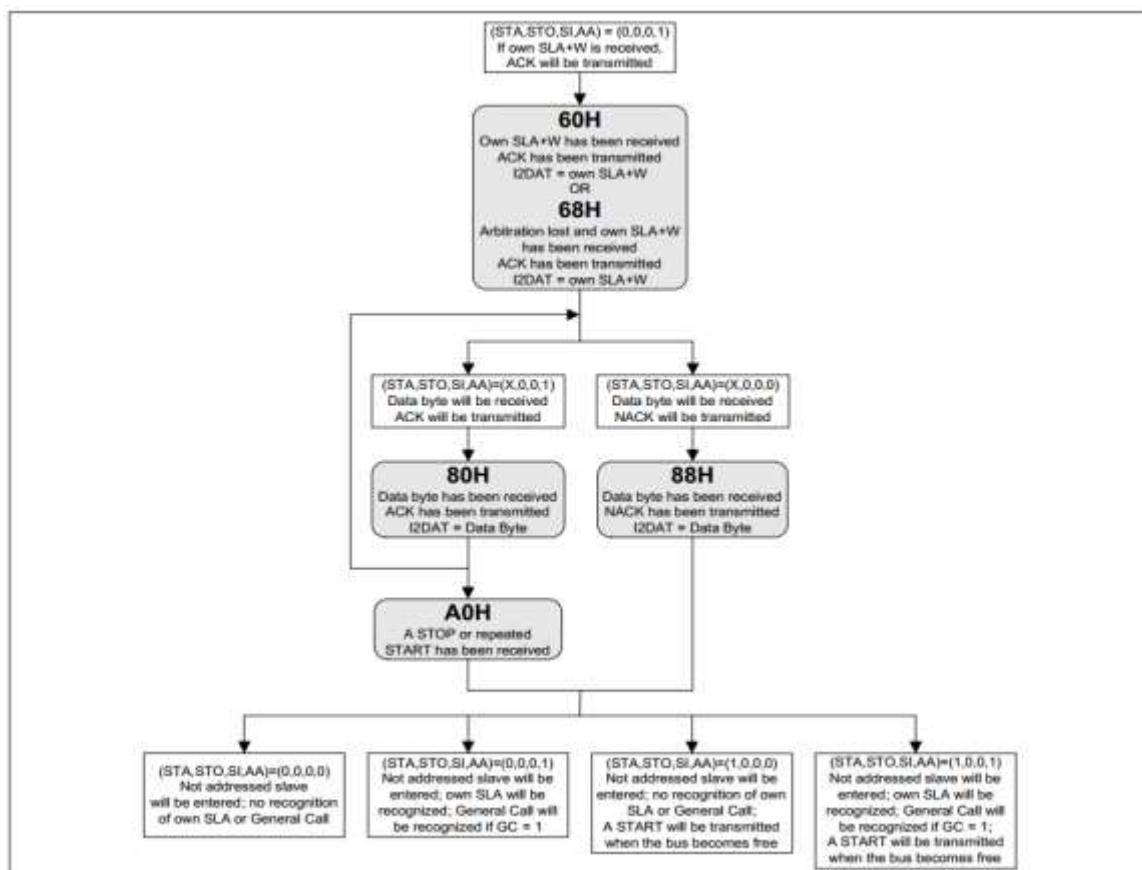 (STA,STO,SI,AA) = (0,0,0,1)
If own SLA+W is received,
ACK will be transmitted
60H
Own SLA+W has been received
ACK has been transmitted
I2DAT = own SLA+W
OR
68H
Arbitration lost and own SLA+W
has been received
ACK has been transmitted
I2DAT = own SLA+W
(STA,STO,SI,AA)=(X,0,0,1)
Data byte will be received
ACK will be transmitted
(STA,STO,SI,AA)=(X,0,0,0)
Data byte will be received
NACK will be transmitted
80H
Data byte has been received
ACK has been transmitted
I2DAT = Data Byte
88H
Data byte has been received
NACK has been transmitted
I2DAT = Data Byte
A0H
A STOP or repeated
START has been received
(STA,STO,SI,AA)=(0,0,0,0)
Not addressed slave
will be entered; no recognition
of own SLA or General Call
(STA,STO,SI,AA)=(0,0,0,1)
Not addressed slave will be
entered; own SLA will be
recognized; General Call will
be recognized if GC = 1
(STA,STO,SI,AA)=(1,0,0,0)
Not addressed slave will be
entered; no recognition of own
SLA or General Call;
A START will be transmitted
when the bus becomes free
(STA,STO,SI,AA)=(1,0,0,1)
Not addressed slave will be
entered; own SLA will be
recognized; General Call will
be recognized if GC = 1;
A START will be transmitted
when the bus becomes free